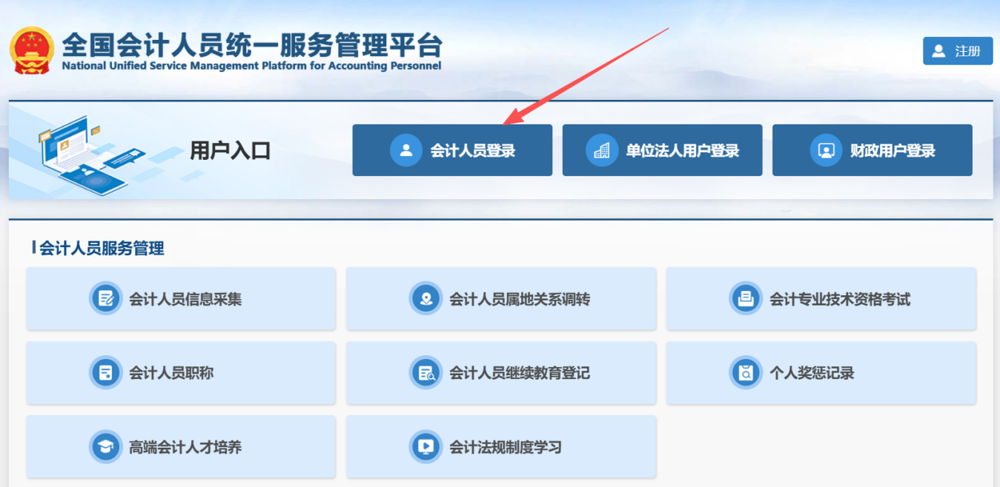 全国会计人员统一服务管理平台
National Unified Service Management Platform for Accounting Personnel
注册
用户入口
会计人员登录
单位法人用户登录
财政用户登录
会计人员服务管理
会计人员信息采集
会计人员属地关系调转
会计专业技术资格考试
会计人员职称
会计人员继续教育登记
个人奖惩记录
高端会计人才培养
会计法规制度学习